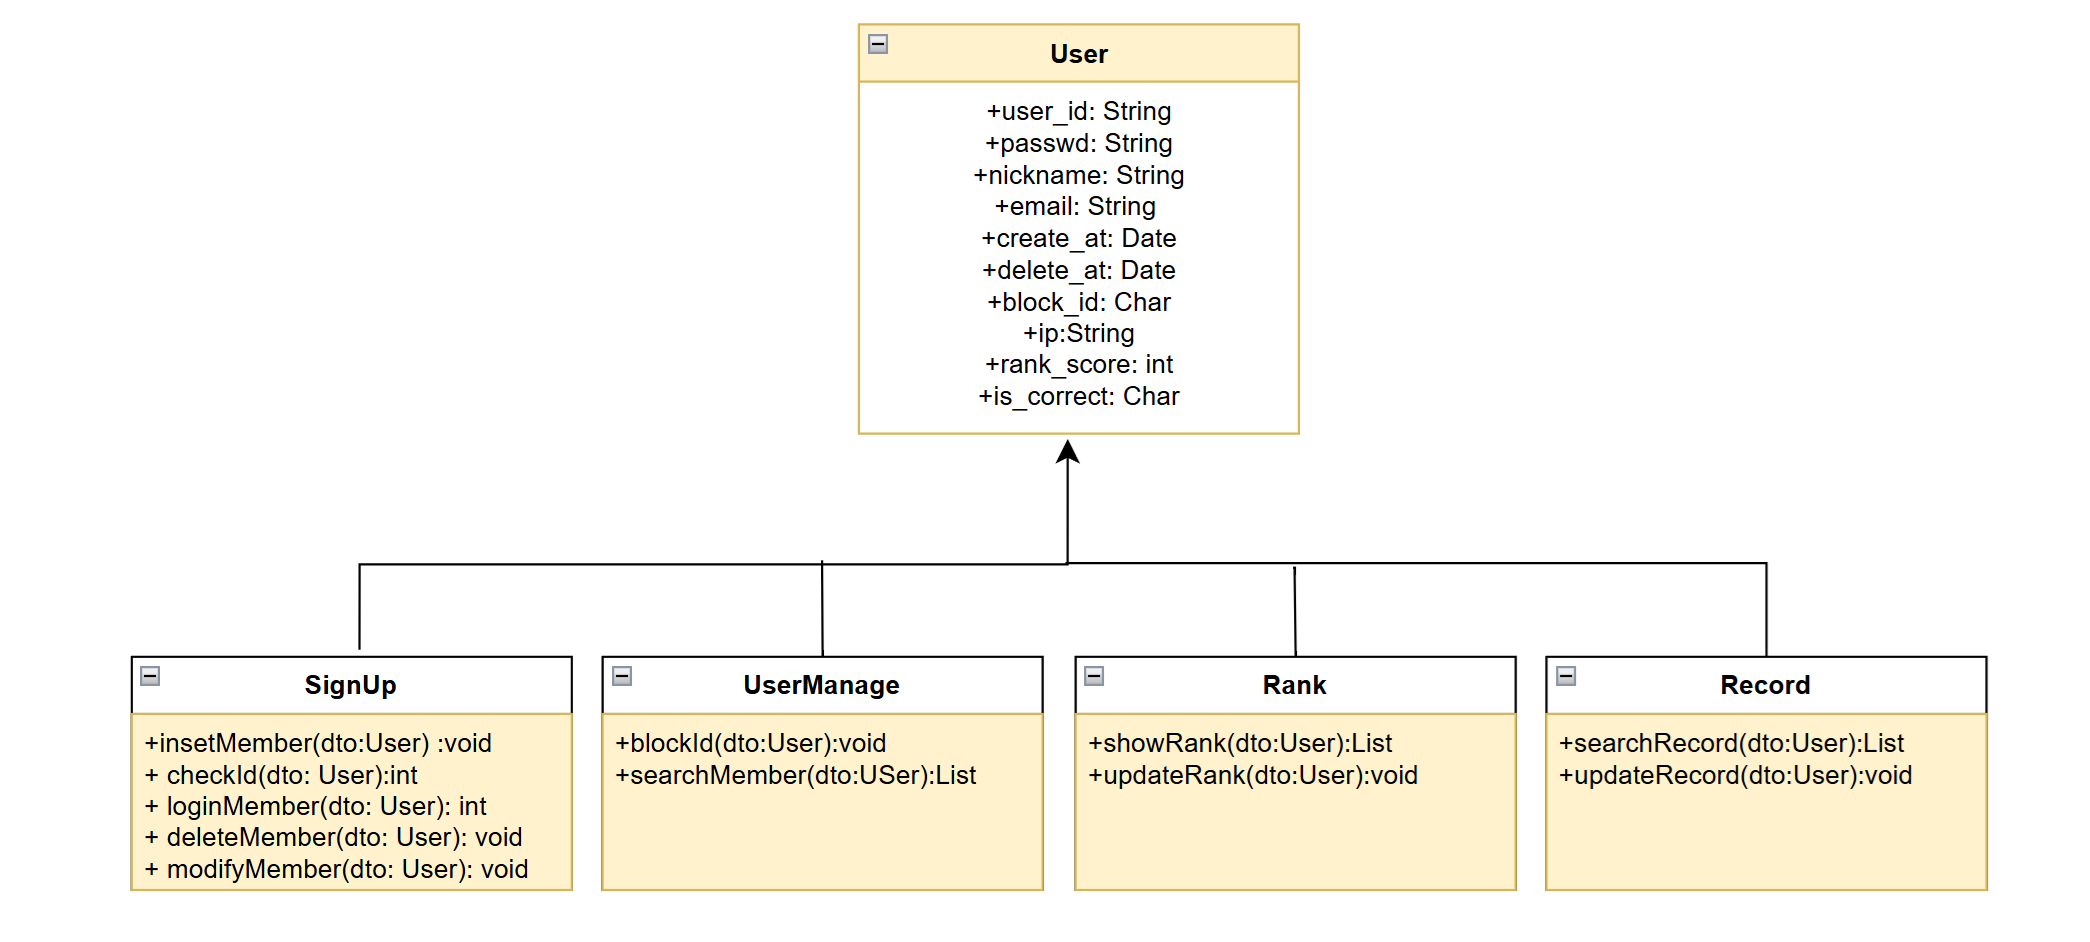 User
+user_id: String
+passwd: String
+nickname: String
+email: String
+create_at: Date
+delete_at: Date
+block_id: Char
+ip:String
+rank_score: int
+is_correct: Char
SignUp
+insetMember(dto:User) :void
+ checkId(dto: User):int
+ loginMember(dto: User): int
+ deleteMember(dto: User): void
+ modifyMember(dto: User): void
UserManage
+blockId(dto:User):void
+searchMember(dto:USer):List
Rank
+showRank(dto:User):List
+updateRank(dto:User):void
Record
+searchRecord(dto:User):List
+updateRecord(dto:User):void